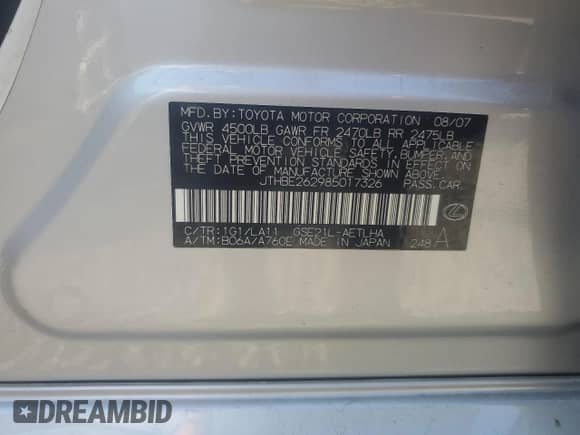 MFD.BY:TOYOTA MOTOR CORPORATION 08/07
GVWR 4500LB GAWR FR 2470LB RR 2475LB
THIS VEHICLE CONFORMS TO ALL APPLICABLE
FEDERAL MOTOR VEHICLE SAFETY,BUMPER,AND
THEFT PREVENTION STANDARDS IN EFFECT ON
THE DATE OF MANUFACTURE SHOWN ABOVE.
JTHBE262985017326 PASS.CAR
C/TR:1G1/LA11 GSE21L-AETLHA
A/TM:B06A/A760E MADE IN JAPAN 248 A
DREAMBID